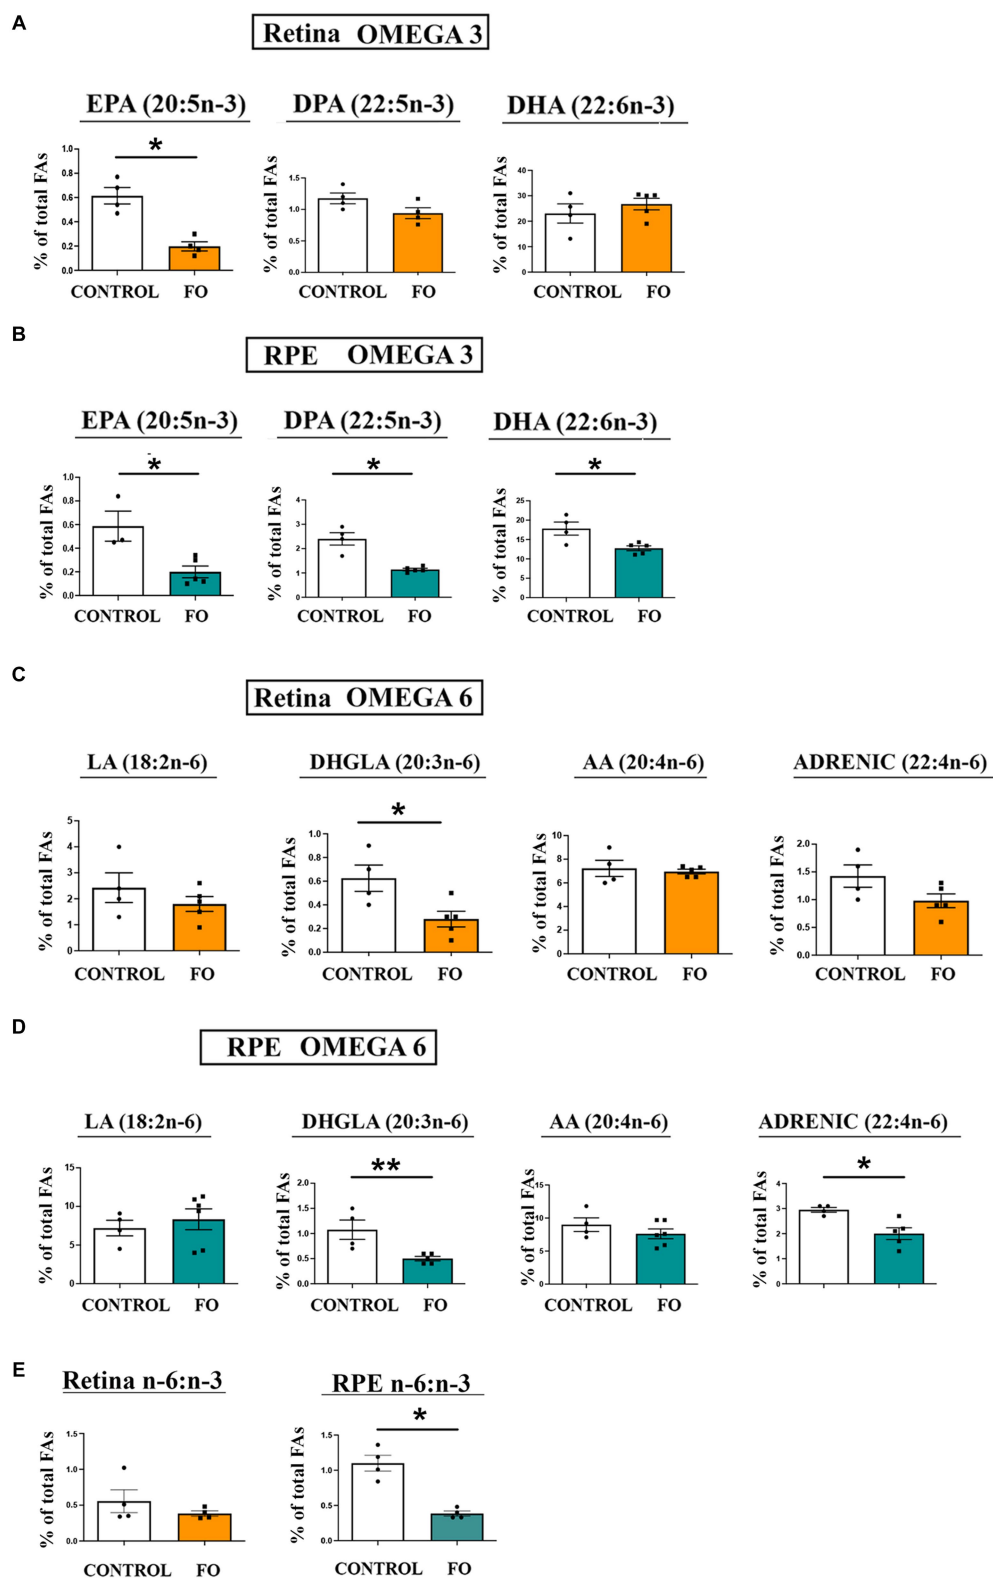 A
Retina OMEGA 3
EPA (20:5n-3) DPA (22:5n-3) DHA (22:6n-3)
% of total FAs
1.0
0.8
0.6
0.4
0.2
0.0
*
CONTROL FO
% of total FAs
1.5
1.0
0.5
0.0
CONTROL FO
% of total FAs
40
30
20
10
0
CONTROL FO
B
RPE OMEGA 3
EPA (20:5n-3) DPA (22:5n-3) DHA (22:6n-3)
% of total FAs
1.0
0.8
0.6
0.4
0.2
0.0
*
CONTROL FO
% of total FAs
4
3
2
1
0
*
CONTROL FO
% of total FAs
25
20
15
10
5
0
*
CONTROL FO
C
Retina OMEGA 6
LA (18:2n-6) DHGLA (20:3n-6) AA (20:4n-6) ADRENIC (22:4n-6)
% of total FAs
5
4
3
2
1
0
CONTROL FO
% of total FAs
1.0
0.8
0.6
0.4
0.2
0.0
*
CONTROL FO
% of total FAs
10
8
6
4
2
0
CONTROL FO
% of total FAs
2.0
1.5
1.0
0.5
0.0
CONTROL FO
D
RPE OMEGA 6
LA (18:2n-6) DHGLA (20:3n-6) AA (20:4n-6) ADRENIC (22:4n-6)
% of total FAs
15
10
5
0
CONTROL FO
% of total FAs
2.0
1.5
1.0
0.5
0.0
**
CONTROL FO
% of total FAs
15
10
5
0
CONTROL FO
% of total FAs
4
3
2
1
0
*
CONTROL FO
E
Retina n-6:n-3 RPE n-6:n-3
% of total FAs
1.5
1.0
0.5
0.0
CONTROL FO
% of total FAs
1.5
1.0
0.5
0.0
*
CONTROL FO